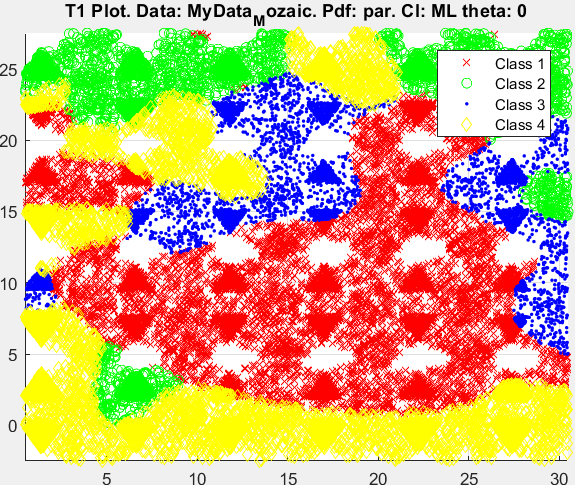 T1 Plot. Data: MyData_Mozaic. Pdf: par. Cl: ML theta: 0
Class 1
Class 2
Class 3
Class 4
25
20
15
10
5
0
5 10 15 20 25 30